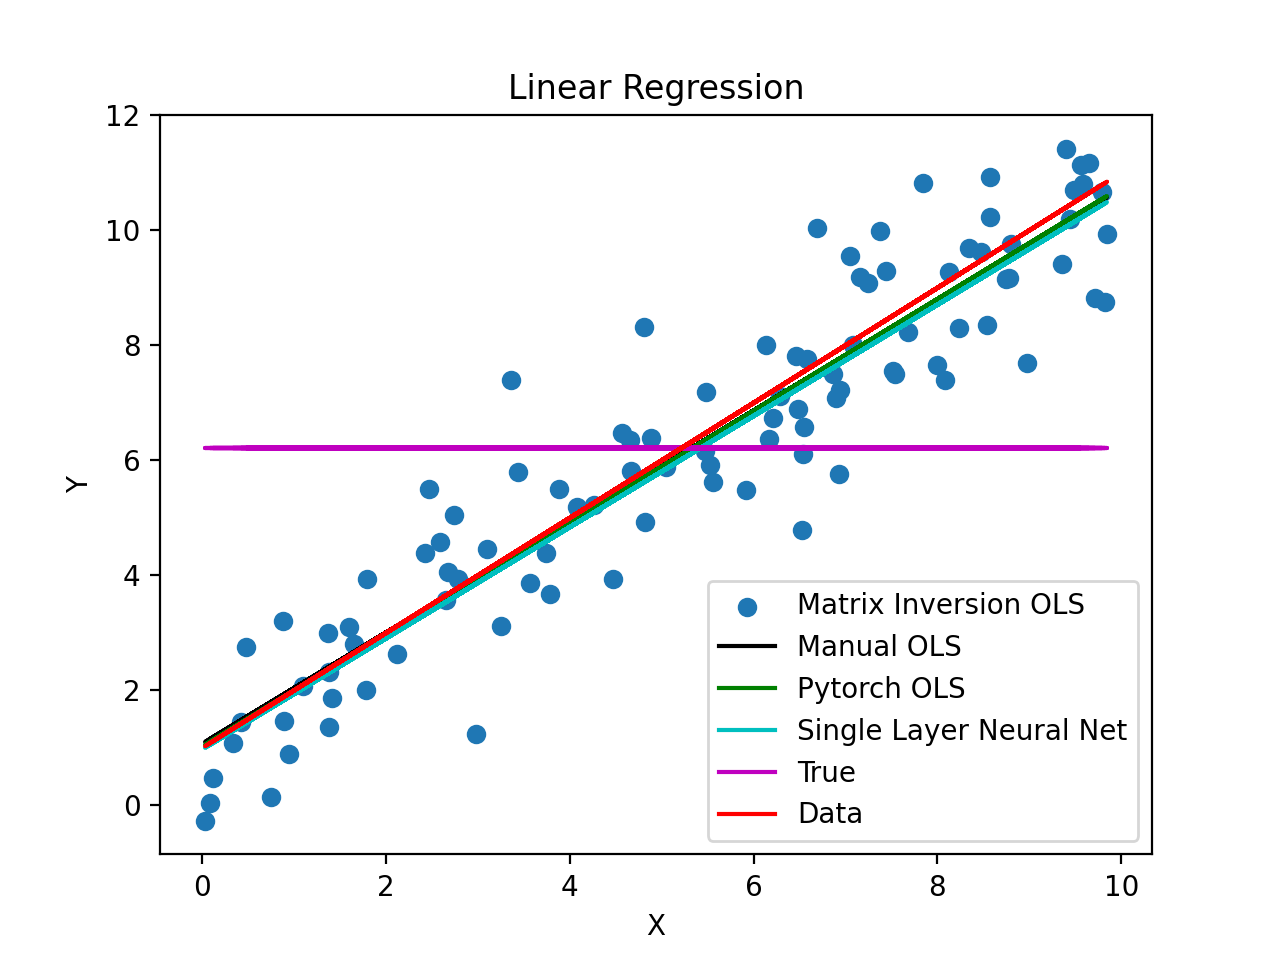 Linear Regression
12
10
8
6
4
2
0
Y
Matrix Inversion OLS
Manual OLS
Pytorch OLS
Single Layer Neural Net
True
Data
0 2 4 6 8 10
X